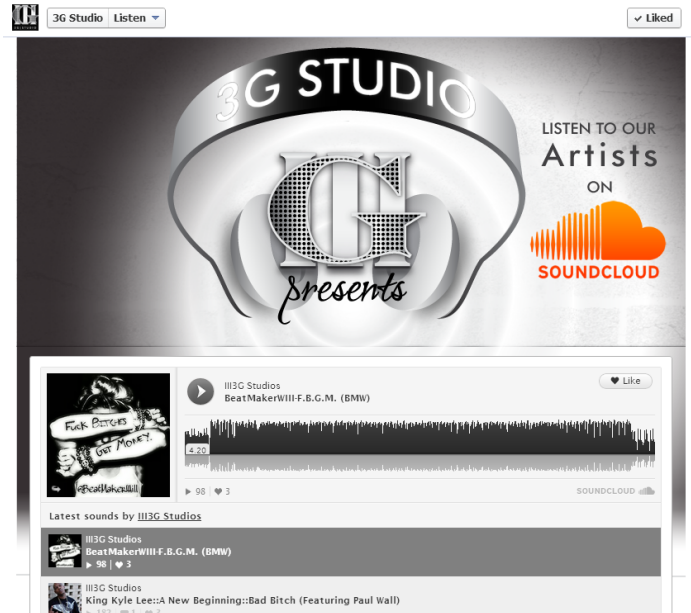 3G Studio Listen
Liked
3G STUDIO
LISTEN TO OUR
Artists
ON
SOUNDCLOUD
IIIG
presents
III3G Studios
BeatMakerWIII-F.B.G.M. (BMW)
Like
FUCK BITCHES
GET MONEY.
@BeatMakerWill
4.20
98 | 3
SOUNDCLOUD
Latest sounds by III3G Studios
III3G Studios
BeatMakerWIII-F.B.G.M. (BMW)
98 | 3
III3G Studios
King Kyle Lee::A New Beginning::Bad Bitch (Featuring Paul Wall)